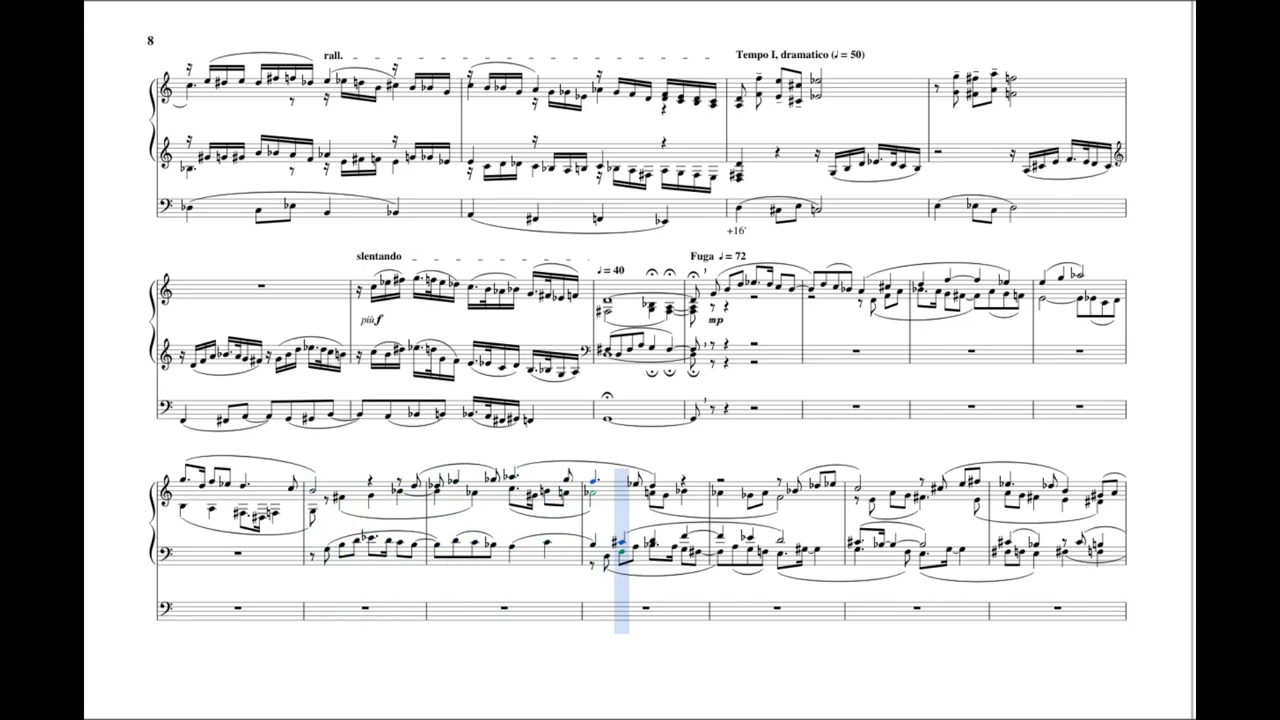 8
rall.
Tempo I, dramatico (♩ = 50)
+16'
slentando
♩ = 40
Fuga ♩ = 72
più f
mp